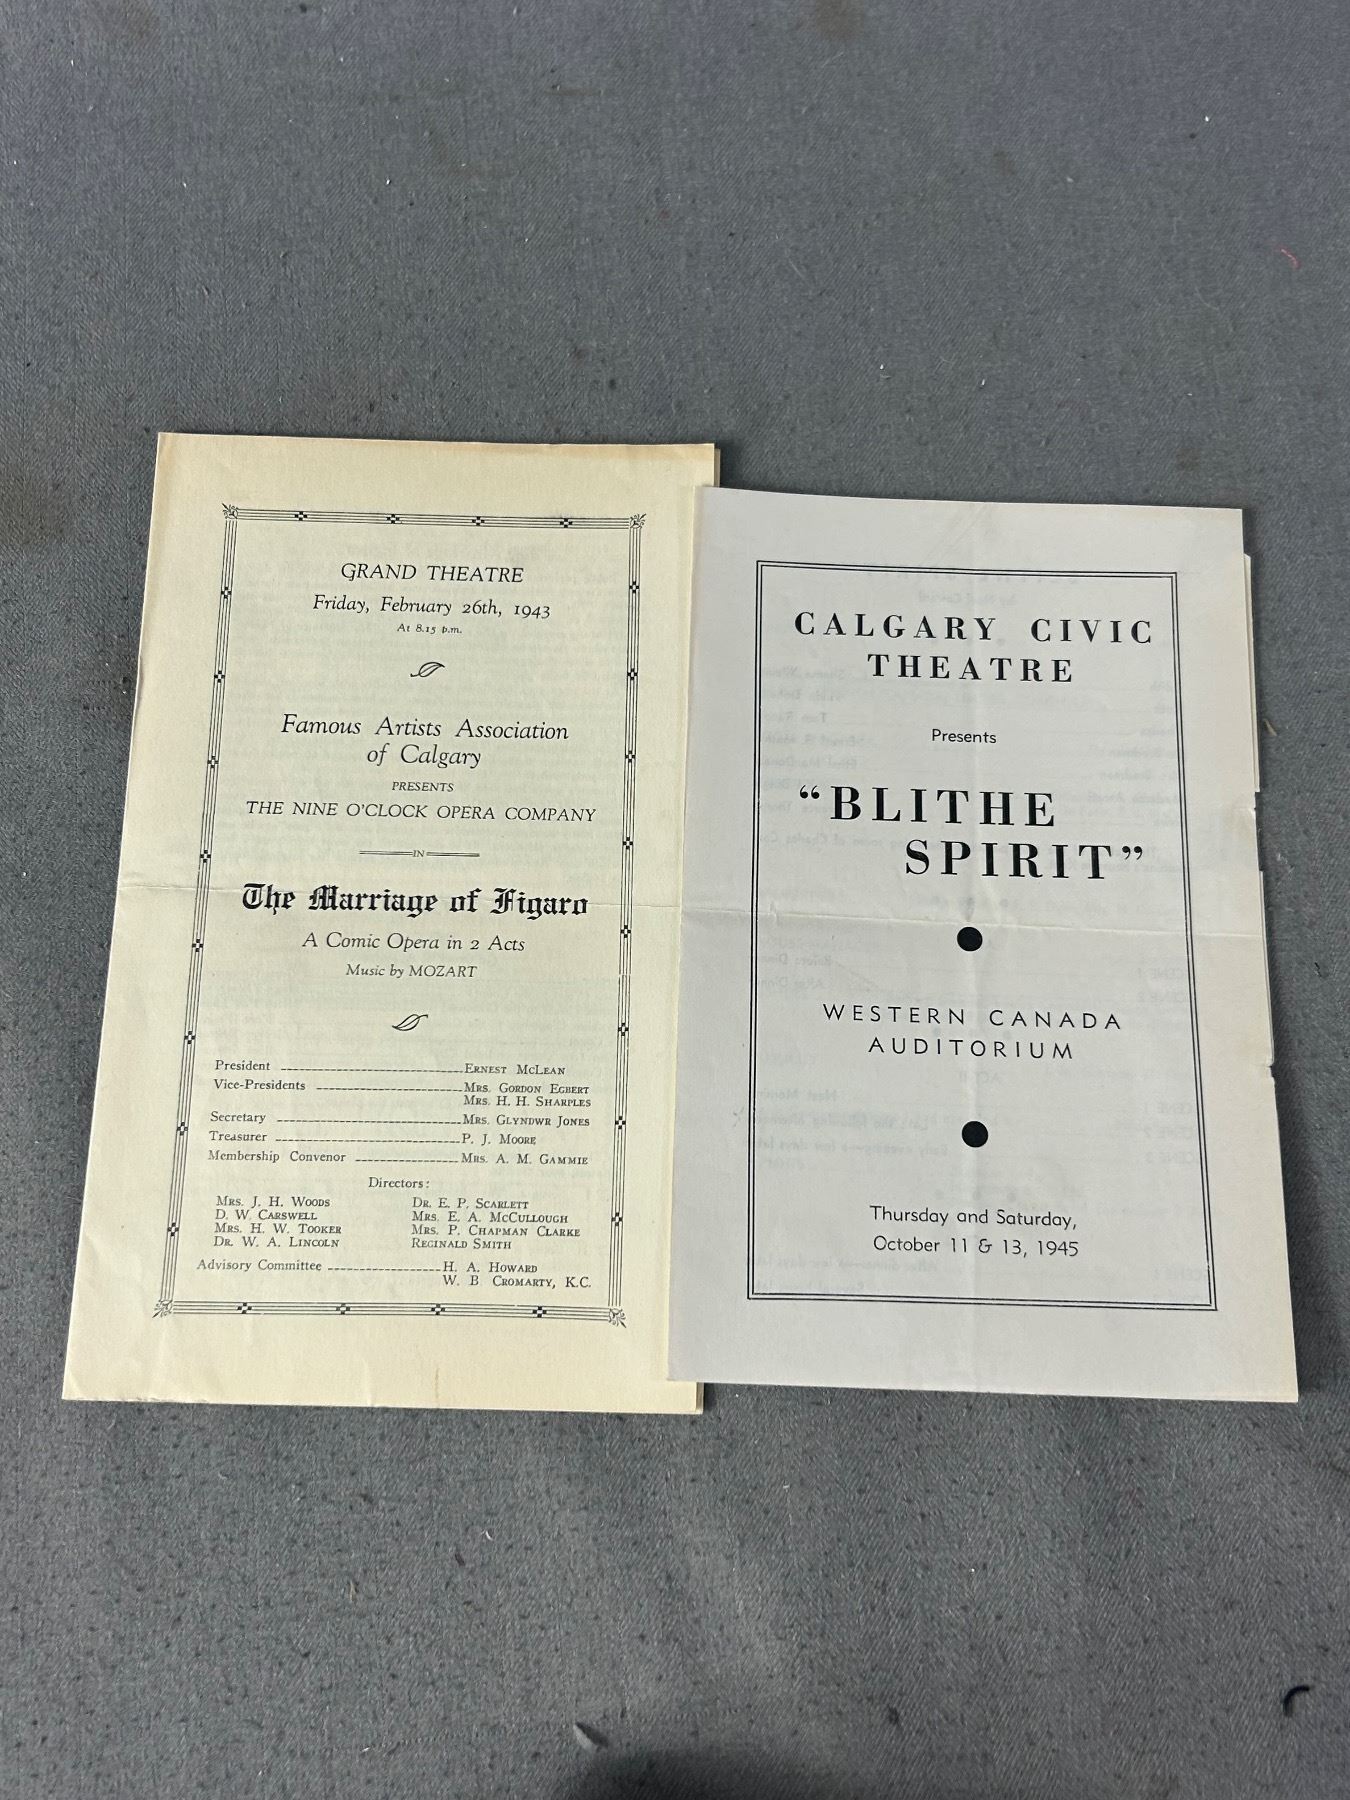 GRAND THEATRE
Friday, February 26th, 1943
At 8.15 p.m.
Famous Artists Association
of Calgary
PRESENTS
THE NINE O'CLOCK OPERA COMPANY
IN
The Marriage of Figaro
A Comic Opera in 2 Acts
Music by MOZART
President ERNEST MCLEAN
Vice-Presidents MRS. GORDON EGBERT
MRS. H. H. SHARPLES
Secretary MRS. GLYNDWR JONES
Treasurer P. J. MOORE
Membership Convenor MRS. A. M. GAMMIE
Directors:
MRS. J. H. WOODS DR. E. P. SCARLETT
D. W. CARSWELL MRS. E. A. MCCULLOUGH
MRS. H. W. TOOKER MRS. P. CHAPMAN CLARKE
DR. W. A. LINCOLN REGINALD SMITH
Advisory Committee H. A. HOWARD
W. B CROMARTY, K.C.
CALGARY CIVIC
THEATRE
Presents
“BLITHE
SPIRIT”
WESTERN CANADA
AUDITORIUM
Thursday and Saturday,
October 11 & 13, 1945